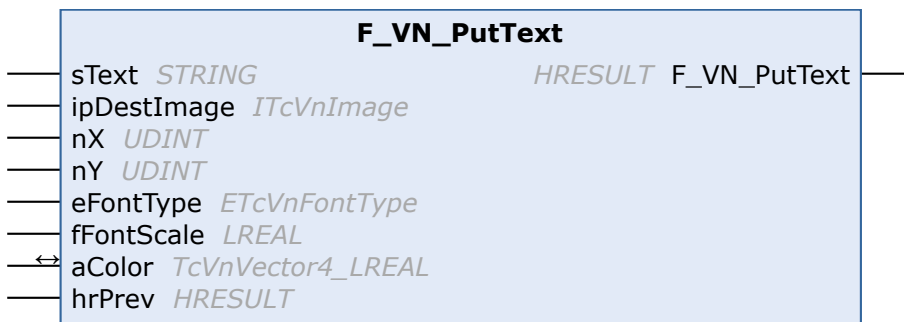 F_VN_PutText
sText STRING HRESULT F_VN_PutText
ipDestImage ITcVnImage
nX UDINT
nY UDINT
eFontType ETcVnFontType
fFontScale LREAL
↔ aColor TcVnVector4_LREAL
hrPrev HRESULT